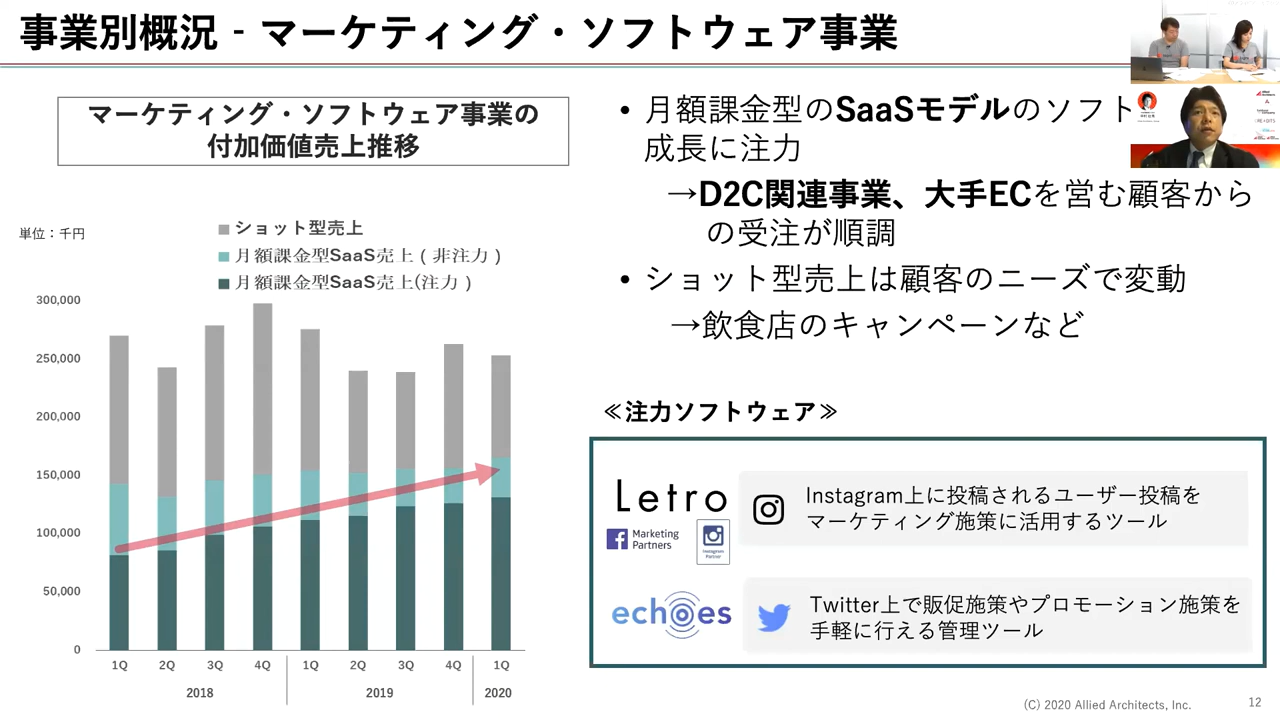 事業別概況 - マーケティング・ソフトウェア事業
マーケティング・ソフトウェア事業の
付加価値売上推移
単位：千円
ショット型売上
月額課金型SaaS売上（非注力）
月額課金型SaaS売上(注力）
300,000
250,000
200,000
150,000
100,000
50,000
0
1Q 2Q 3Q 4Q 1Q 2Q 3Q 4Q 1Q
2018 2019 2020
• 月額課金型のSaaSモデルのソフト
成長に注力
→D2C関連事業、大手ECを営む顧客から
の受注が順調
• ショット型売上は顧客のニーズで変動
→飲食店のキャンペーンなど
≪注力ソフトウェア≫
Letro
Marketing
Partners
Instagram
Partner
Instagram上に投稿されるユーザー投稿を
マーケティング施策に活用するツール
echoes
Twitter上で販促施策やプロモーション施策を
手軽に行える管理ツール
(C) 2020 Allied Architects, Inc.
12